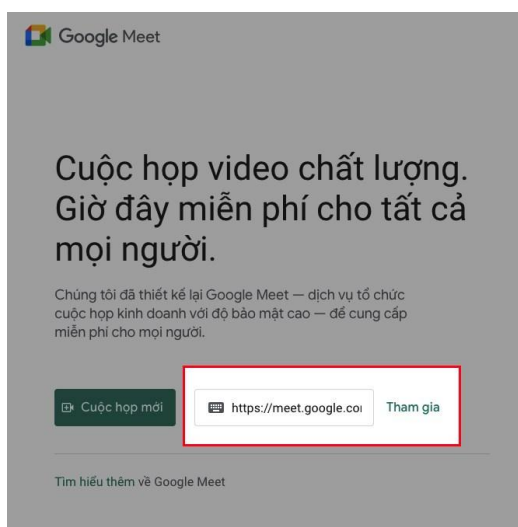 Google Meet
Cuộc họp video chất lượng.
Giờ đây miễn phí cho tất cả
mọi người.
Chúng tôi đã thiết kế lại Google Meet — dịch vụ tổ chức
cuộc họp kinh doanh với độ bảo mật cao — để cung cấp
miễn phí cho mọi người.
Cuộc họp mới
https://meet.google.co
Tham gia
Tìm hiểu thêm về Google Meet